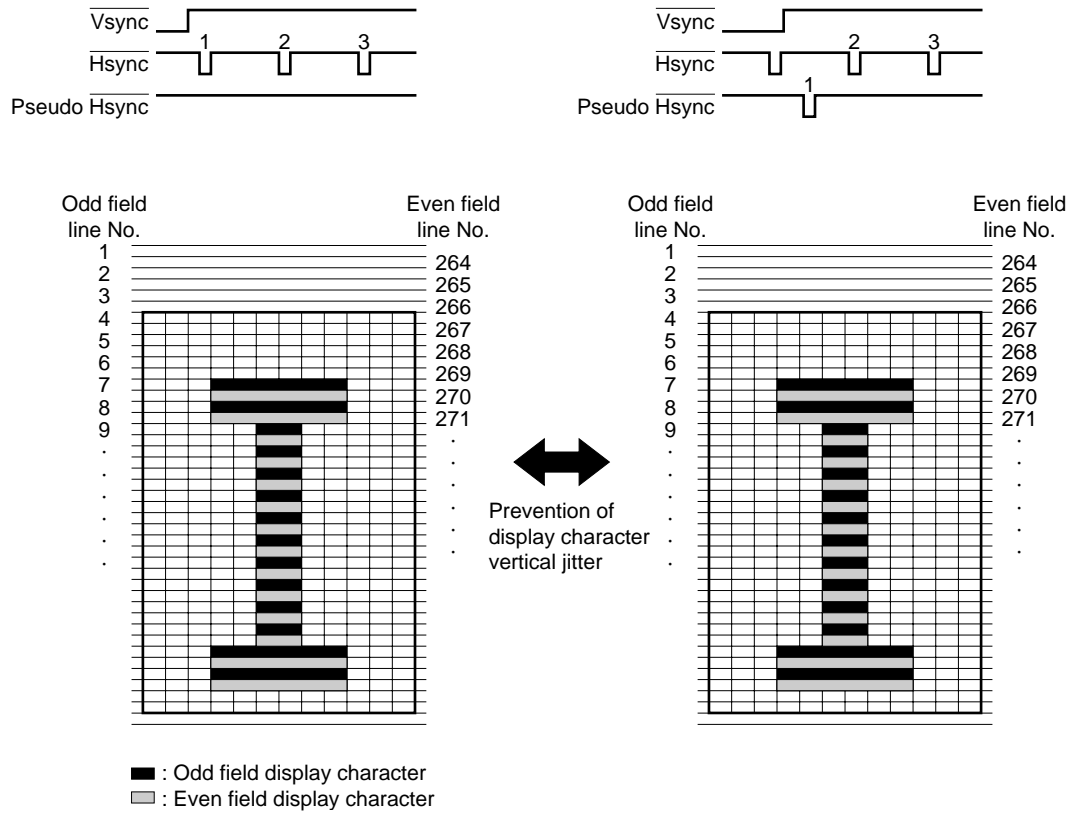 Vsync
1 2 3
Hsync
Pseudo Hsync
Vsync
2 3
Hsync
1
Pseudo Hsync
Odd field
line No.
1
2
3
4
5
6
7
8
9
Even field
line No.
264
265
266
267
268
269
270
271
Prevention of
display character
vertical jitter
Odd field
line No.
1
2
3
4
5
6
7
8
9
Even field
line No.
264
265
266
267
268
269
270
271
: Odd field display character
: Even field display character